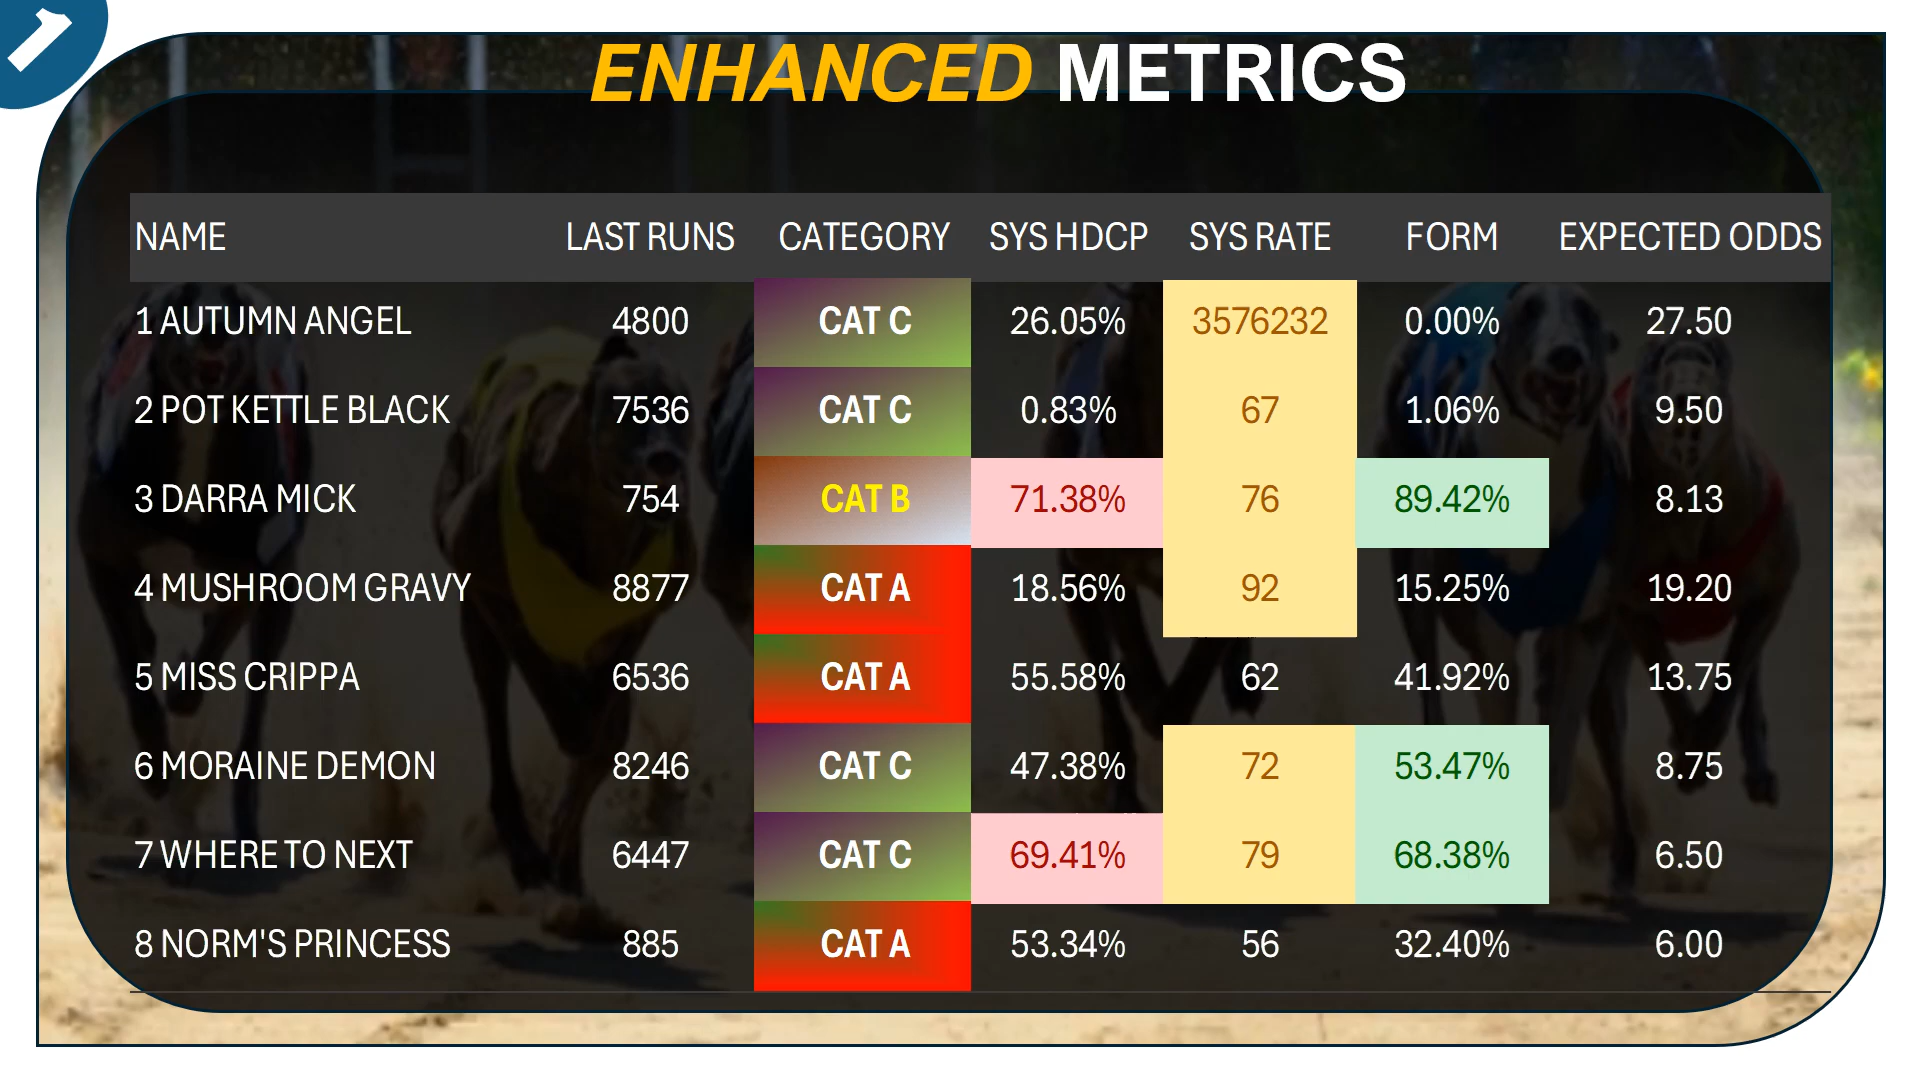 1
ENHANCED METRICS
NAME LAST RUNS CATEGORY SYS HDCP SYS RATE FORM EXPECTED ODDS
1 AUTUMN ANGEL 4800 CAT C 26.05% 3576232 0.00% 27.50
2 POT KETTLE BLACK 7536 CAT C 0.83% 67 1.06% 9.50
3 DARRA MICK 754 CAT B 71.38% 76 89.42% 8.13
4 MUSHROOM GRAVY 8877 CAT A 18.56% 92 15.25% 19.20
5 MISS CRIPPA 6536 CAT A 55.58% 62 41.92% 13.75
6 MORAINE DEMON 8246 CAT C 47.38% 72 53.47% 8.75
7 WHERE TO NEXT 6447 CAT C 69.41% 79 68.38% 6.50
8 NORM'S PRINCESS 885 CAT A 53.34% 56 32.40% 6.00